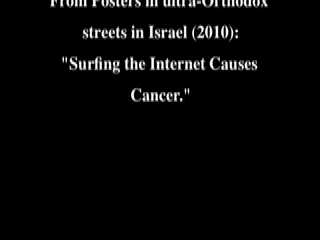 From Posters in ultra-Orthodox
streets in Israel (2010):
"Surfing the Internet Causes
Cancer."